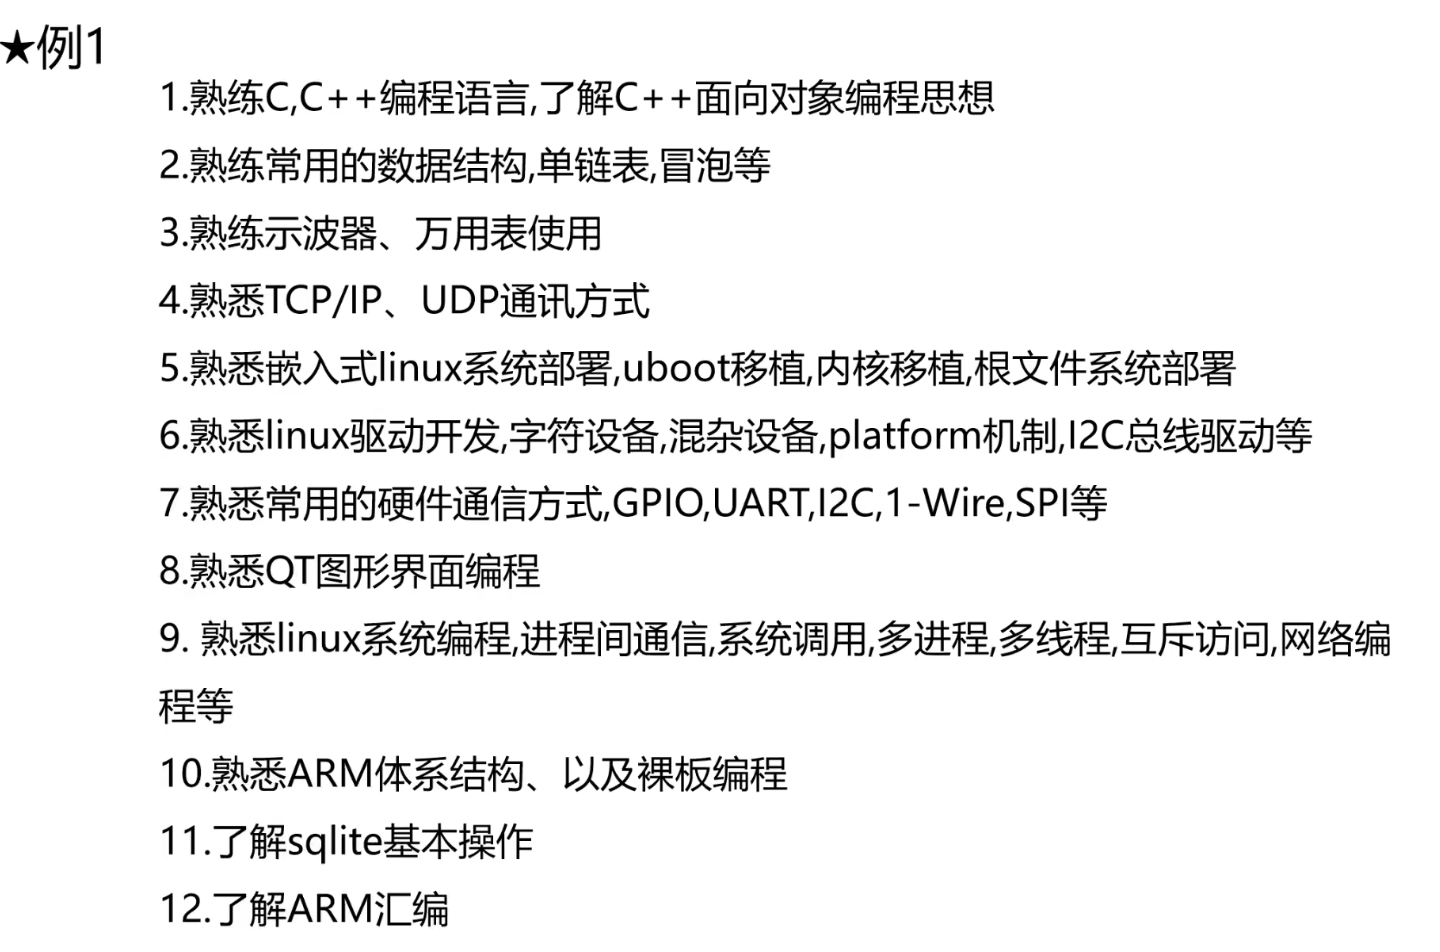 ★例1
1.熟练C,C++编程语言,了解C++面向对象编程思想
2.熟练常用的数据结构,单链表,冒泡等
3.熟练示波器、万用表使用
4.熟悉TCP/IP、UDP通讯方式
5.熟悉嵌入式linux系统部署,uboot移植,内核移植,根文件系统部署
6.熟悉linux驱动开发,字符设备,混杂设备,platform机制,I2C总线驱动等
7.熟悉常用的硬件通信方式,GPIO,UART,I2C,1-Wire,SPI等
8.熟悉QT图形界面编程
9. 熟悉linux系统编程,进程间通信,系统调用,多进程,多线程,互斥访问,网络编
程等
10.熟悉ARM体系结构、以及裸板编程
11.了解sqlite基本操作
12.了解ARM汇编